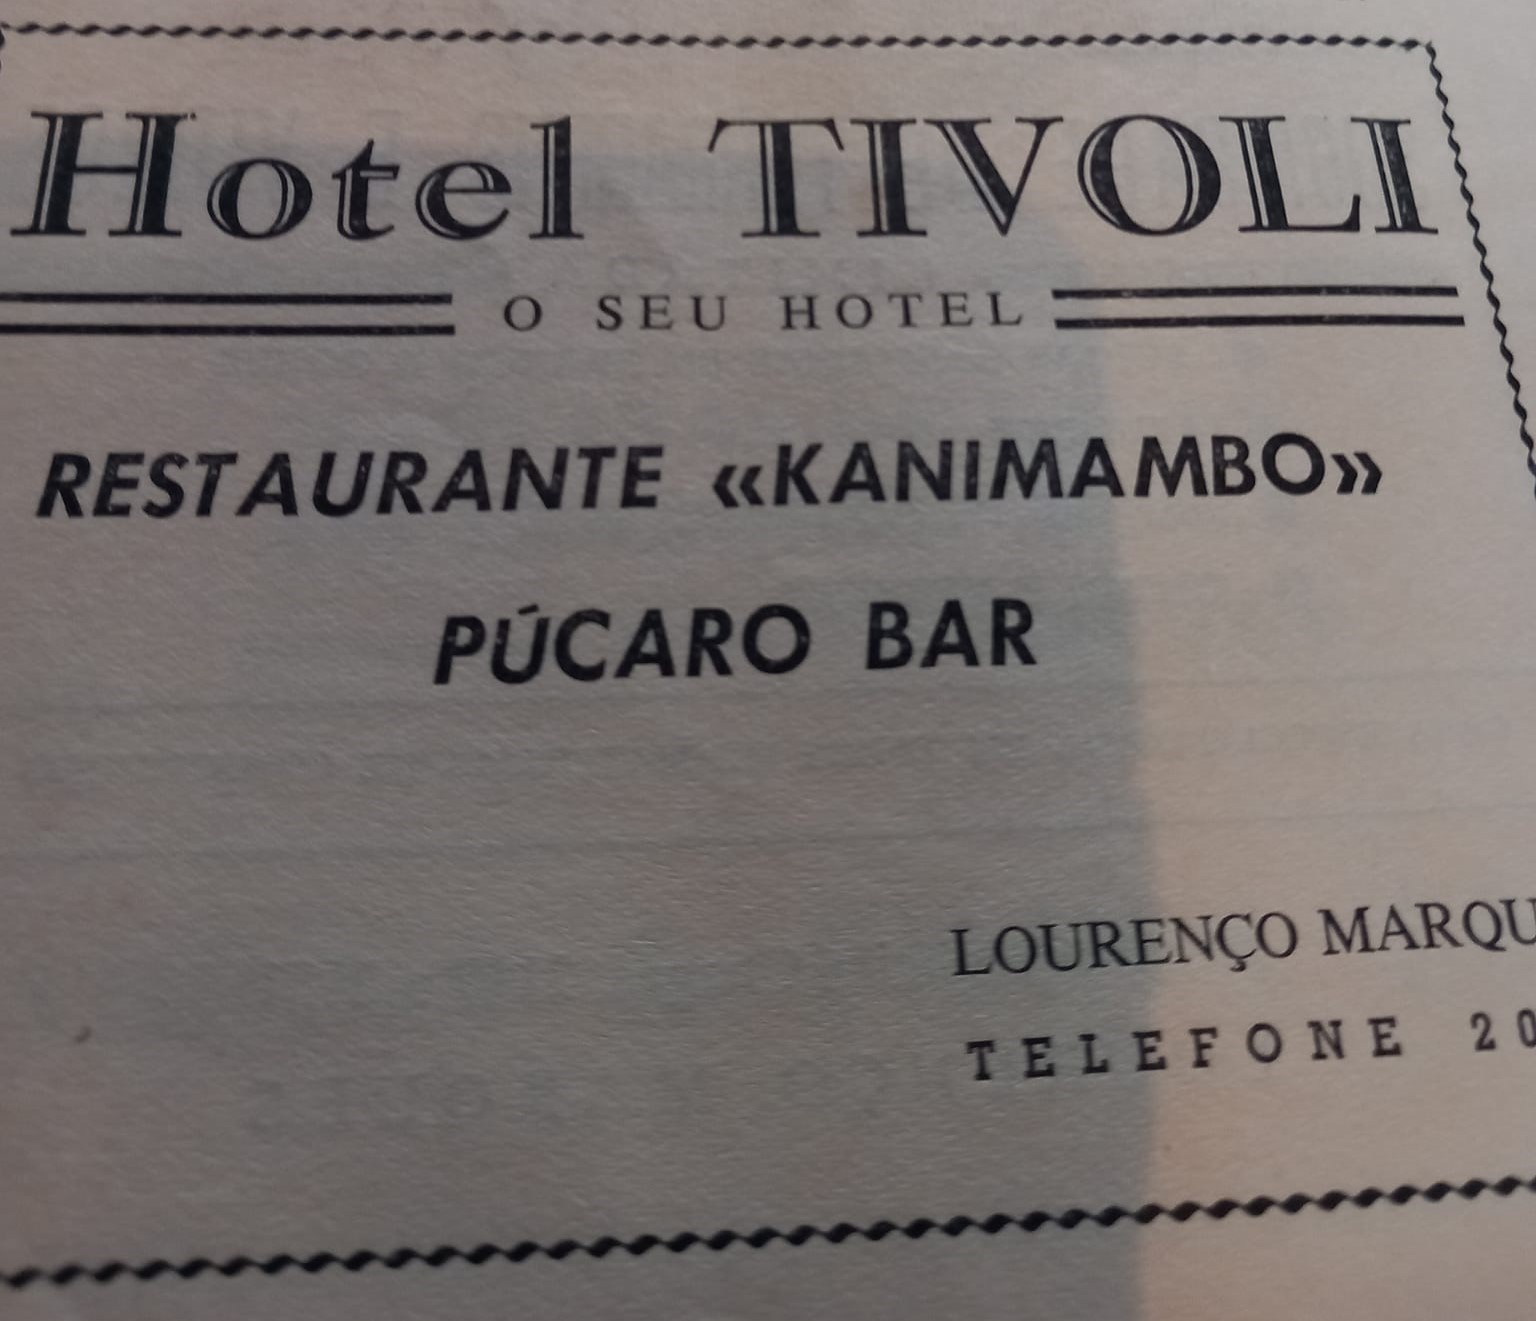 Hotel TIVOLI
O SEU HOTEL
RESTAURANTE «KANIMAMBO»
PÚCARO BAR
LOURENÇO MARQU
TELEFONE 20